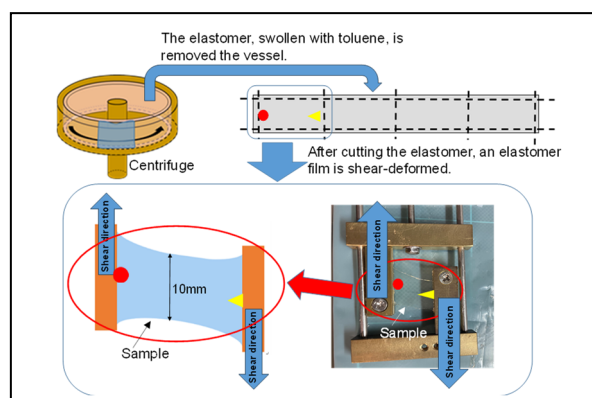 The elastomer, swollen with toluene, is
removed the vessel.
Centrifuge
After cutting the elastomer, an elastomer
film is shear-deformed.
Shear direction
10mm
Sample
Shear direction
Shear direction
Sample
Shear direction